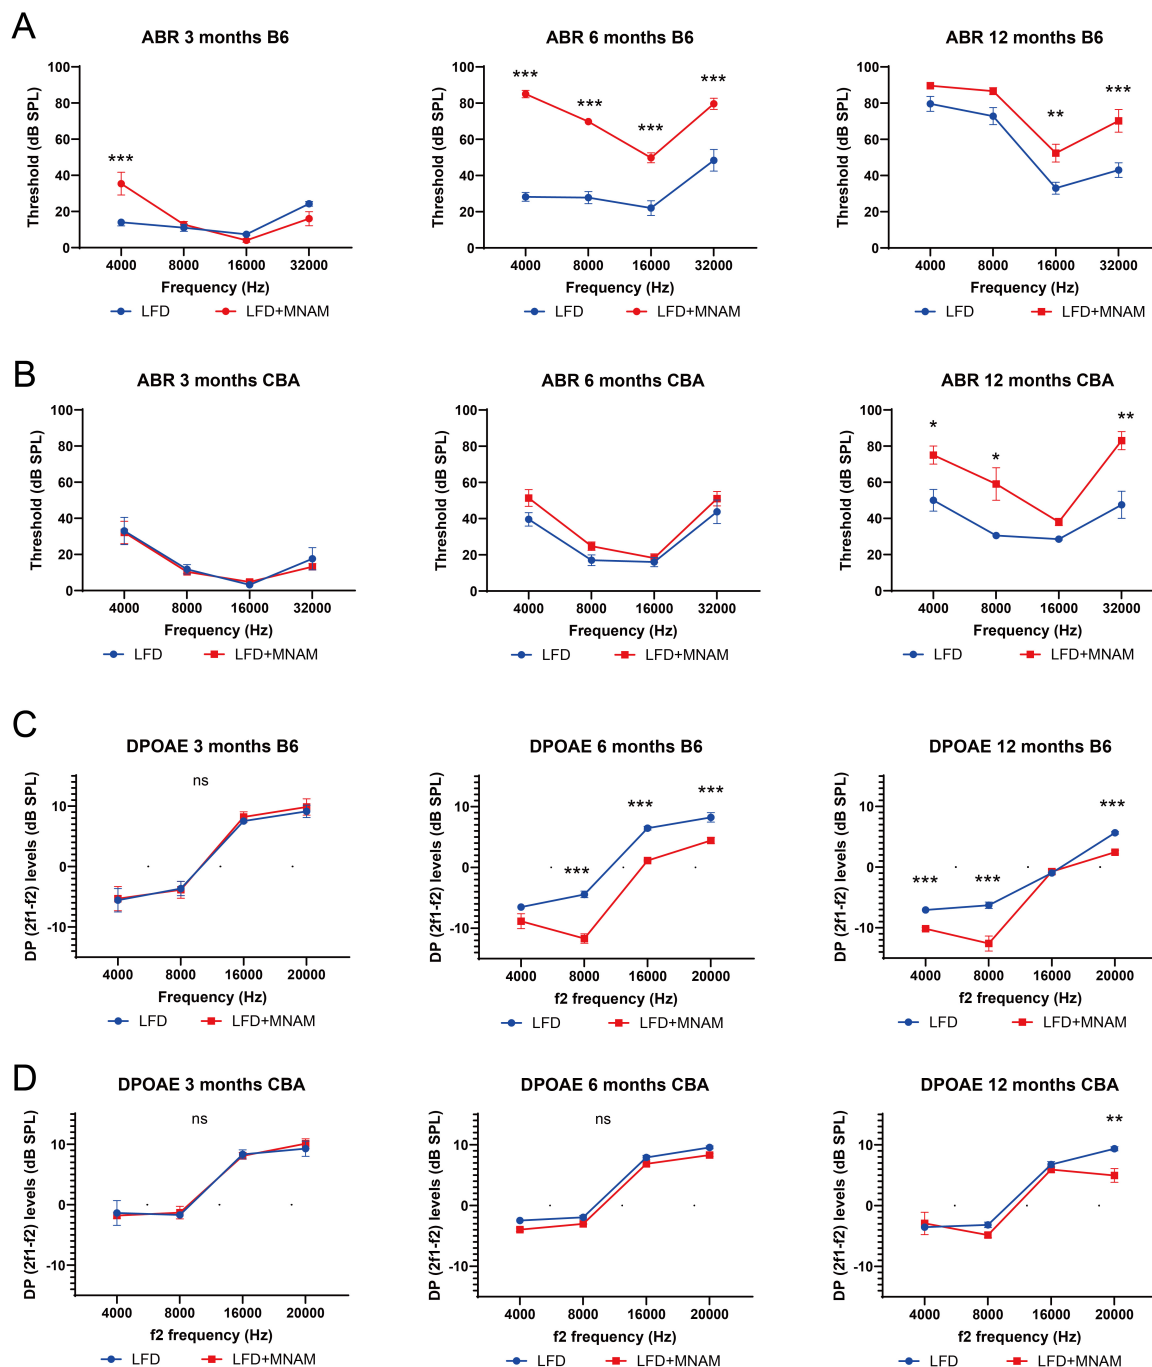 A
ABR 3 months B6
ABR 6 months B6
ABR 12 months B6
Threshold (dB SPL)
100
80
60
40
20
0
***
4000 8000 16000 32000
Frequency (Hz)
LFD LFD+MNAM
Threshold (dB SPL)
100
80
60
40
20
0
*** *** *** ***
4000 8000 16000 32000
Frequency (Hz)
LFD LFD+MNAM
Threshold (dB SPL)
100
80
60
40
20
0
** ***
4000 8000 16000 32000
Frequency (Hz)
LFD LFD+MNAM
B
ABR 3 months CBA
ABR 6 months CBA
ABR 12 months CBA
Threshold (dB SPL)
100
80
60
40
20
0
4000 8000 16000 32000
Frequency (Hz)
LFD LFD+MNAM
Threshold (dB SPL)
100
80
60
40
20
0
4000 8000 16000 32000
Frequency (Hz)
LFD LFD+MNAM
Threshold (dB SPL)
100
80
60
40
20
0
* * **
4000 8000 16000 32000
Frequency (Hz)
LFD LFD+MNAM
C
DPOAE 3 months B6
DPOAE 6 months B6
DPOAE 12 months B6
DP (2f1-f2) levels (dB SPL)
10
0
-10
ns
4000 8000 16000 20000
Frequency (Hz)
LFD LFD+MNAM
DP (2f1-f2) levels (dB SPL)
10
0
-10
*** *** ***
4000 8000 16000 20000
f2 frequency (Hz)
LFD LFD+MNAM
DP (2f1-f2) levels (dB SPL)
10
0
-10
*** *** ***
4000 8000 16000 20000
f2 frequency (Hz)
LFD LFD+MNAM
D
DPOAE 3 months CBA
DPOAE 6 months CBA
DPOAE 12 months CBA
DP (2f1-f2) levels (dB SPL)
10
0
-10
ns
4000 8000 16000 20000
f2 frequency (Hz)
LFD LFD+MNAM
DP (2f1-f2) levels (dB SPL)
10
0
-10
ns
4000 8000 16000 20000
f2 frequency (Hz)
LFD LFD+MNAM
DP (2f1-f2) levels (dB SPL)
10
0
-10
**
4000 8000 16000 20000
f2 frequency (Hz)
LFD LFD+MNAM